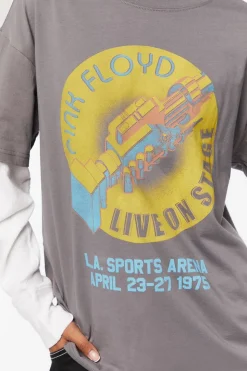 PINK FLOYD
LIVE ON STAGE
L.A. SPORTS ARENA
APRIL 23-27 1975